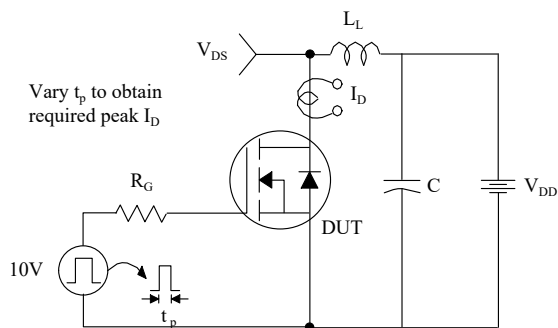 L_L
V_DS
Vary t_p to obtain
required peak I_D
I_D
R_G
C
V_DD
DUT
10V
t_p